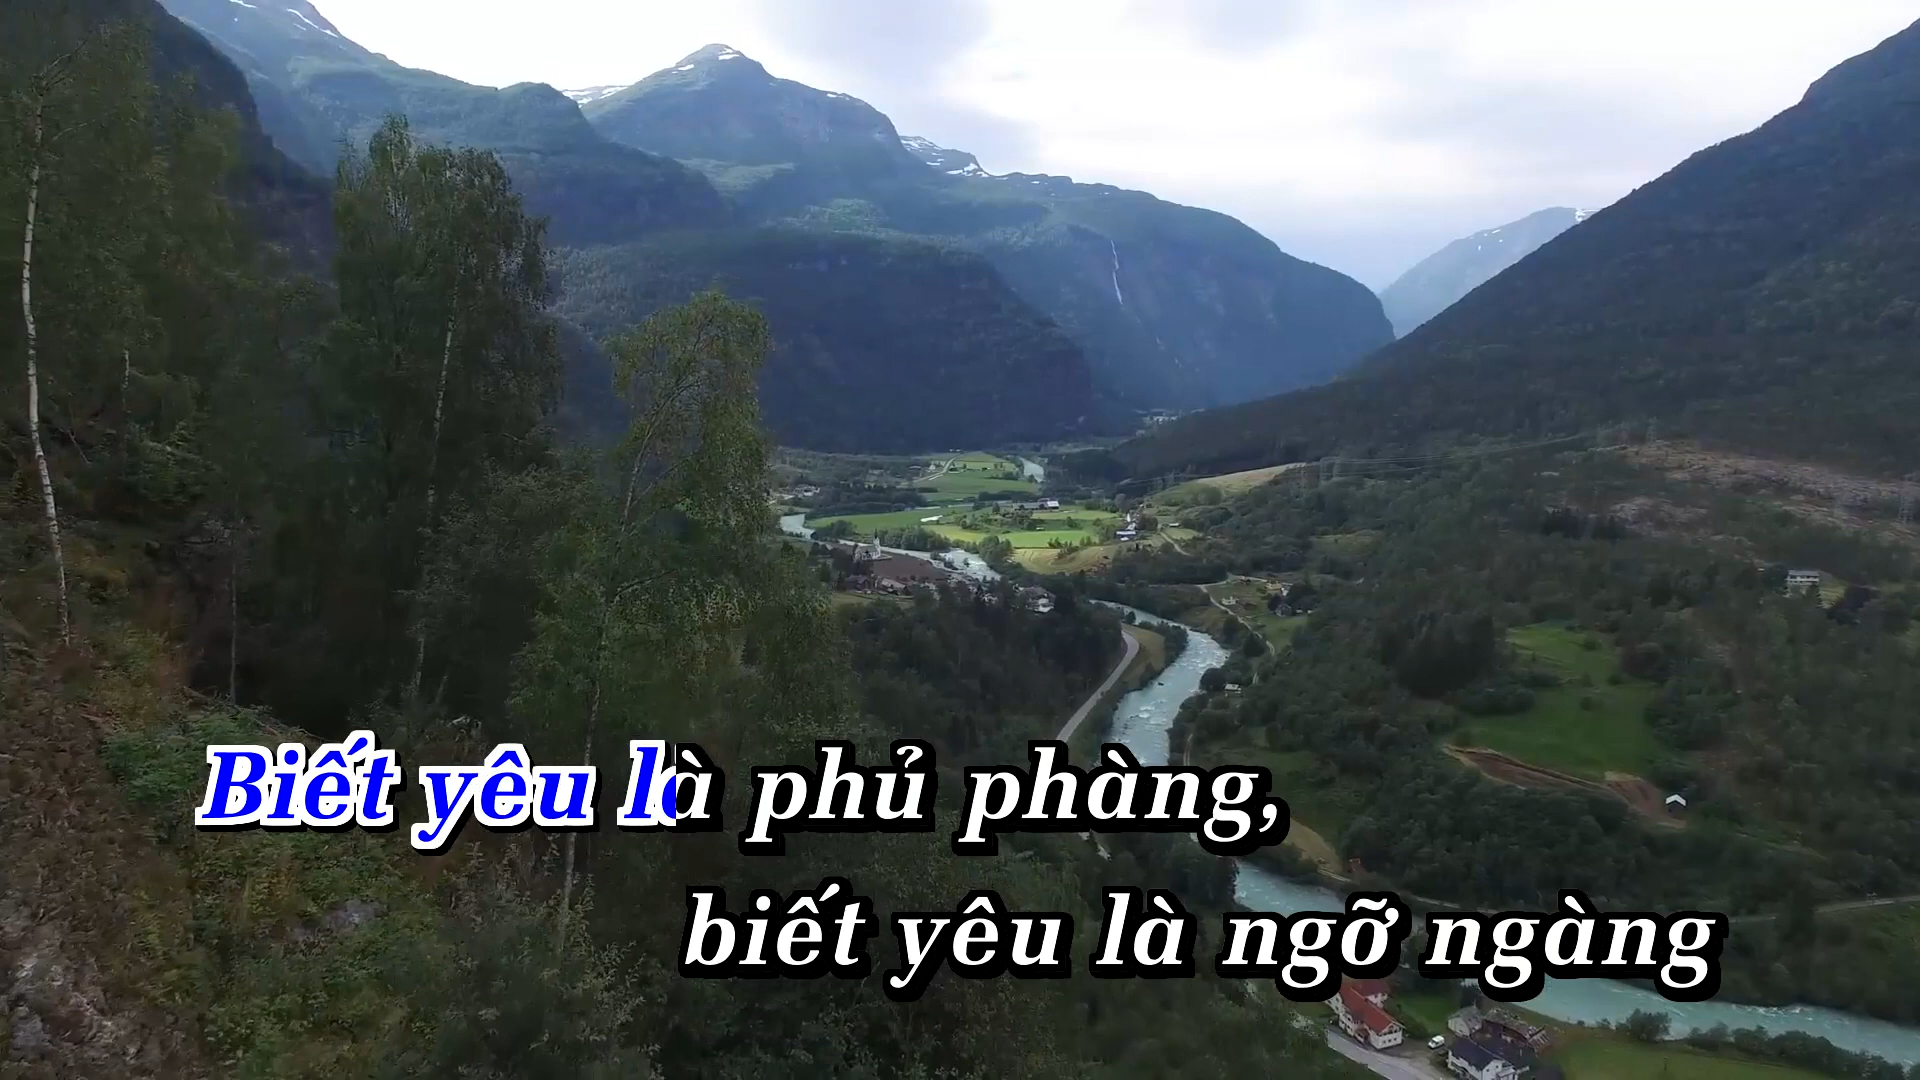 Biết yêu là phủ phàng,
biết yêu là ngỡ ngàng